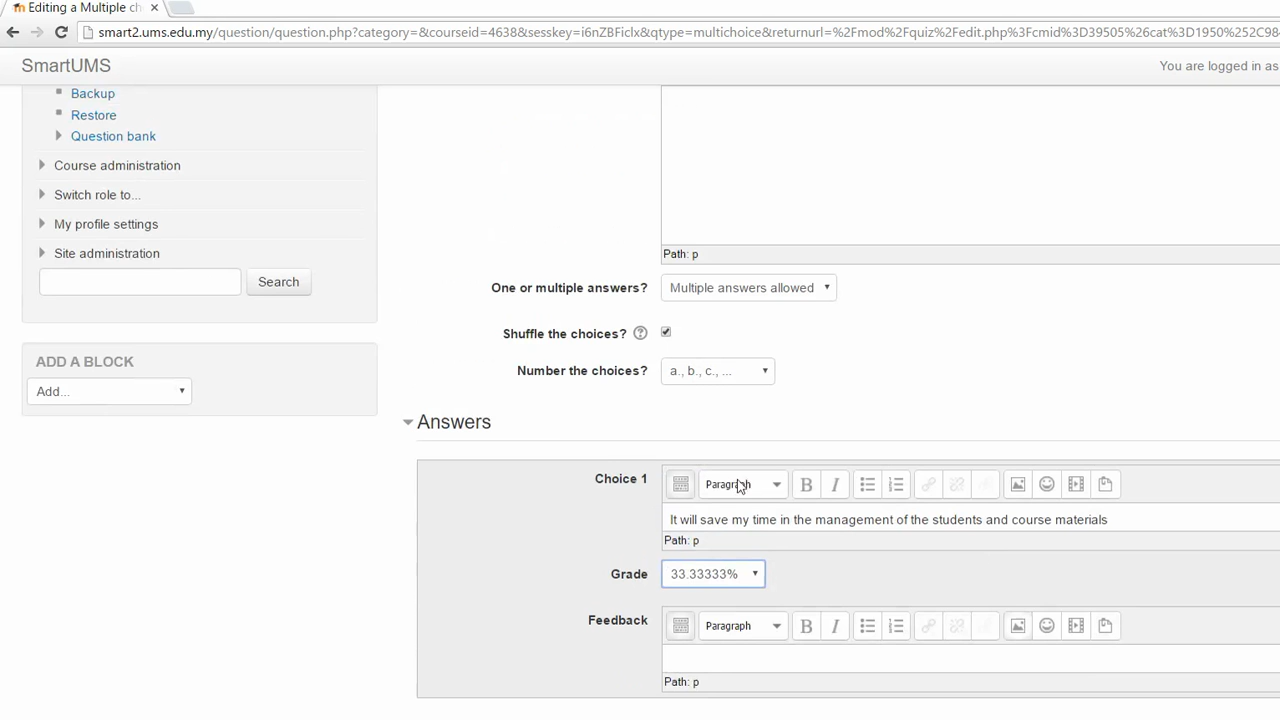 Editing a Multiple ch
smart2.ums.edu.my/question/question.php?category=&courseid=4638&sesskey=i6nZBFicIx&qtype=multichoice&returnurl=%2Fmod%2Fquiz%2Fedit.php%3Fcmid%3D39505%26cat%3D1950%252C98
SmartUMS
You are logged in as
Backup
Restore
Question bank
Course administration
Switch role to...
My profile settings
Site administration
Search
ADD A BLOCK
Add...
Path: p
One or multiple answers?
Multiple answers allowed
Shuffle the choices?
Number the choices?
a., b., c., ...
Answers
Choice 1
Paragraph
B I
It will save my time in the management of the students and course materials
Path: p
Grade
33.33333%
Feedback
Paragraph
B I
Path: p